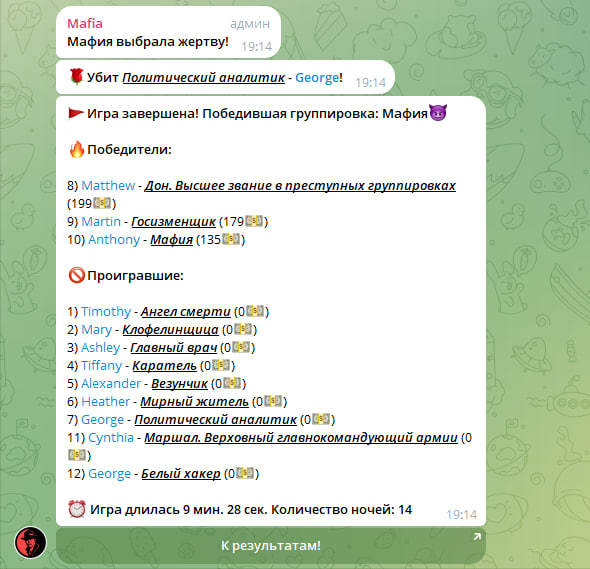 Mafia админ
Мафия выбрала жертву! 19:14
Убит Политический аналитик - George! 19:14
Игра завершена! Победившая группировка: Мафия
Победители:
8) Matthew - Дон. Высшее звание в преступных группировках
(199)
9) Martin - Госизменщик (179)
10) Anthony - Мафия (135)
Проигравшие:
1) Timothy - Ангел смерти (0)
2) Mary - Клофелинщица (0)
3) Ashley - Главный врач (0)
4) Tiffany - Каратель (0)
5) Alexander - Везунчик (0)
6) Heather - Мирный житель (0)
7) George - Политический аналитик (0)
11) Cynthia - Маршал. Верховный главнокомандующий армии (0
)
12) George - Белый хакер (0)
Игра длилась 9 мин. 28 сек. Количество ночей: 14 19:14
К результатам!